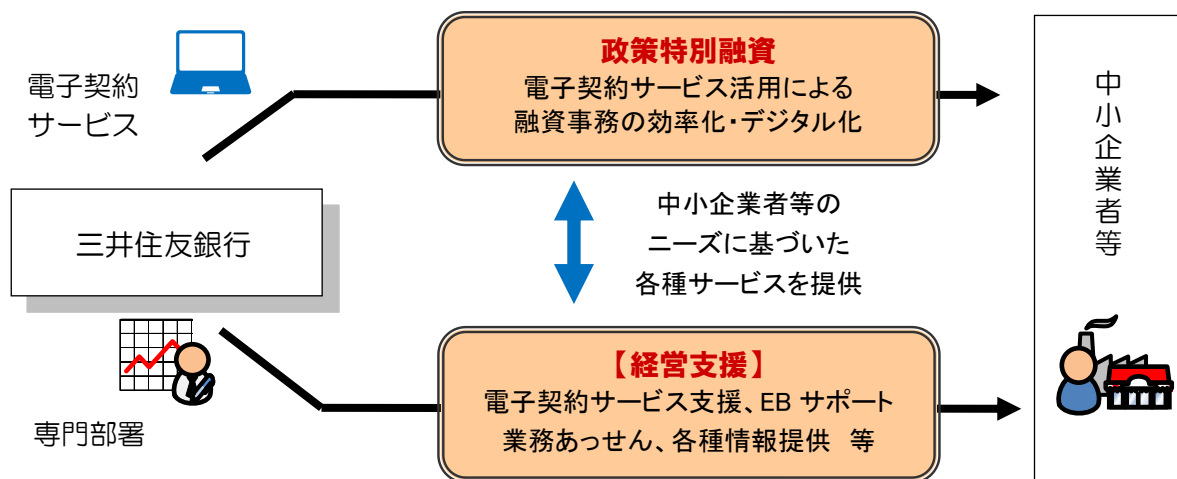 電子契約
サービス
三井住友銀行
専門部署
政策特別融資
電子契約サービス活用による
融資事務の効率化・デジタル化
中小企業者等の
ニーズに基づいた
各種サービスを提供
【経営支援】
電子契約サービス支援、EB サポート
業務あっせん、各種情報提供　等
中小企業者等